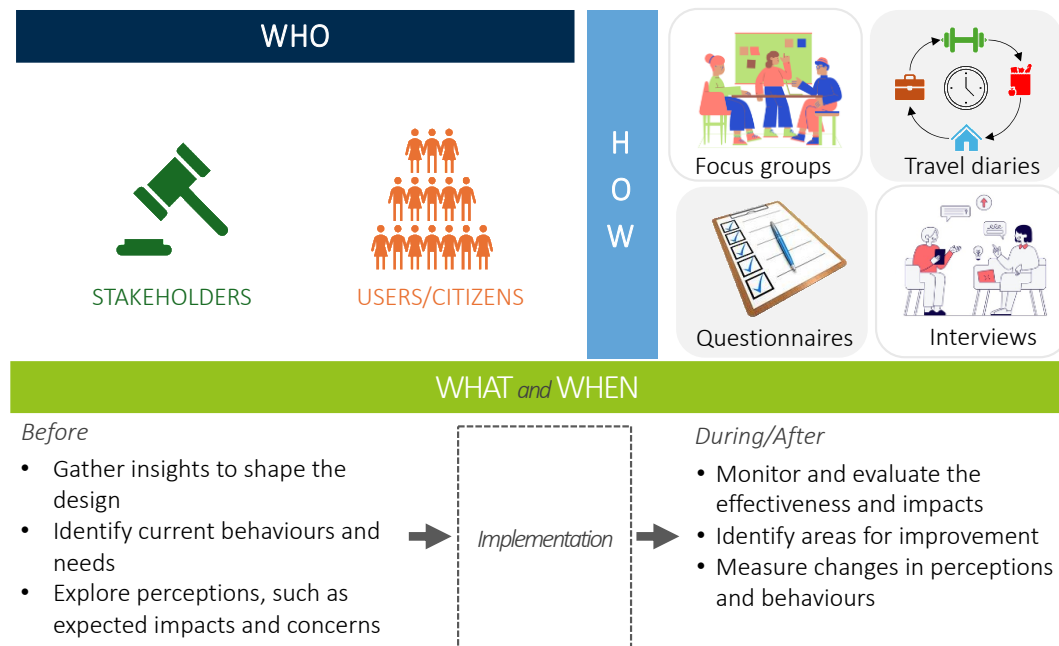 WHO
STAKEHOLDERS
USERS/CITIZENS
H
O
W
Focus groups
Travel diaries
Questionnaires
Interviews
WHAT and WHEN
Before
• Gather insights to shape the
design
• Identify current behaviours and
needs
• Explore perceptions, such as
expected impacts and concerns
Implementation
During/After
• Monitor and evaluate the
effectiveness and impacts
• Identify areas for improvement
• Measure changes in perceptions
and behaviours